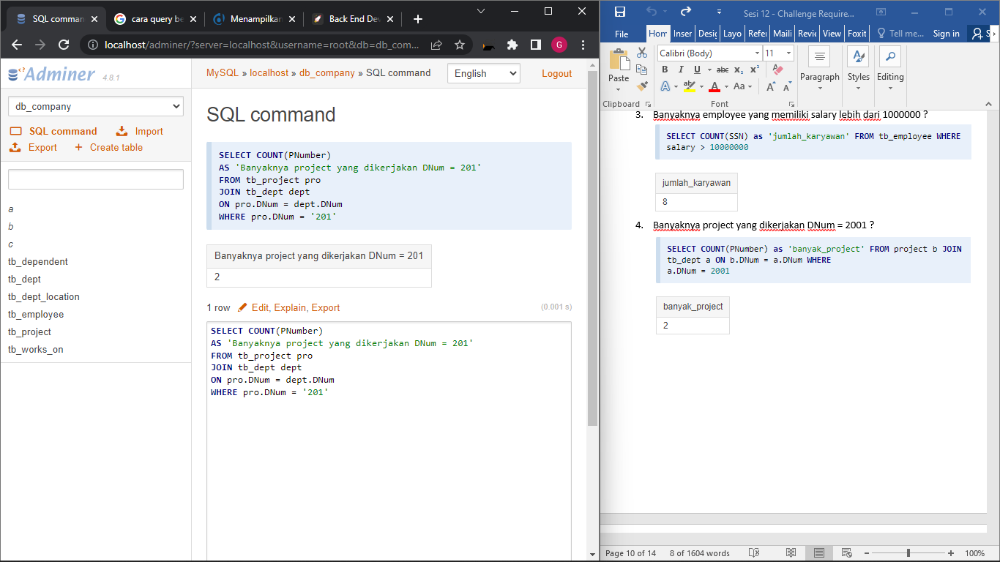 SQL comman
cara query be
Menampilkan
Back End Dev
localhost/adminer/?server=localhost&username=root&db=db_com...
G
Adminer 4.8.1
MySQL » localhost » db_company » SQL command
English
Logout
db_company
SQL command
Import
Export
Create table
a
b
c
tb_dependent
tb_dept
tb_dept_location
tb_employee
tb_project
tb_works_on
SQL command
SELECT COUNT(PNumber)
AS 'Banyaknya project yang dikerjakan DNum = 201'
FROM tb_project pro
JOIN tb_dept dept
ON pro.DNum = dept.DNum
WHERE pro.DNum = '201'
Banyaknya project yang dikerjakan DNum = 201
2
1 row Edit, Explain, Export (0.001 s)
SELECT COUNT(PNumber)
AS 'Banyaknya project yang dikerjakan DNum = 201'
FROM tb_project pro
JOIN tb_dept dept
ON pro.DNum = dept.DNum
WHERE pro.DNum = '201'
Sesi 12 - Challenge Require...
File Hom Inser Desig Layo Refer Maili Revie View Foxit Tell me... Sign in S
Paste
Calibri (Body) 11
B I U abc x₂ x²
A ab A Aa A A
Paragraph
Styles
Editing
Clipboard
Font
3. Banyaknya employee yang memiliki salary lebih dari 1000000 ?
SELECT COUNT(SSN) as 'jumlah_karyawan' FROM tb_employee WHERE
salary > 10000000
jumlah_karyawan
8
4. Banyaknya project yang dikerjakan DNum = 2001 ?
SELECT COUNT(PNumber) as 'banyak_project' FROM project b JOIN
tb_dept a ON b.DNum = a.DNum WHERE
a.DNum = 2001
banyak_project
2
Page 10 of 14 8 of 1604 words 100%